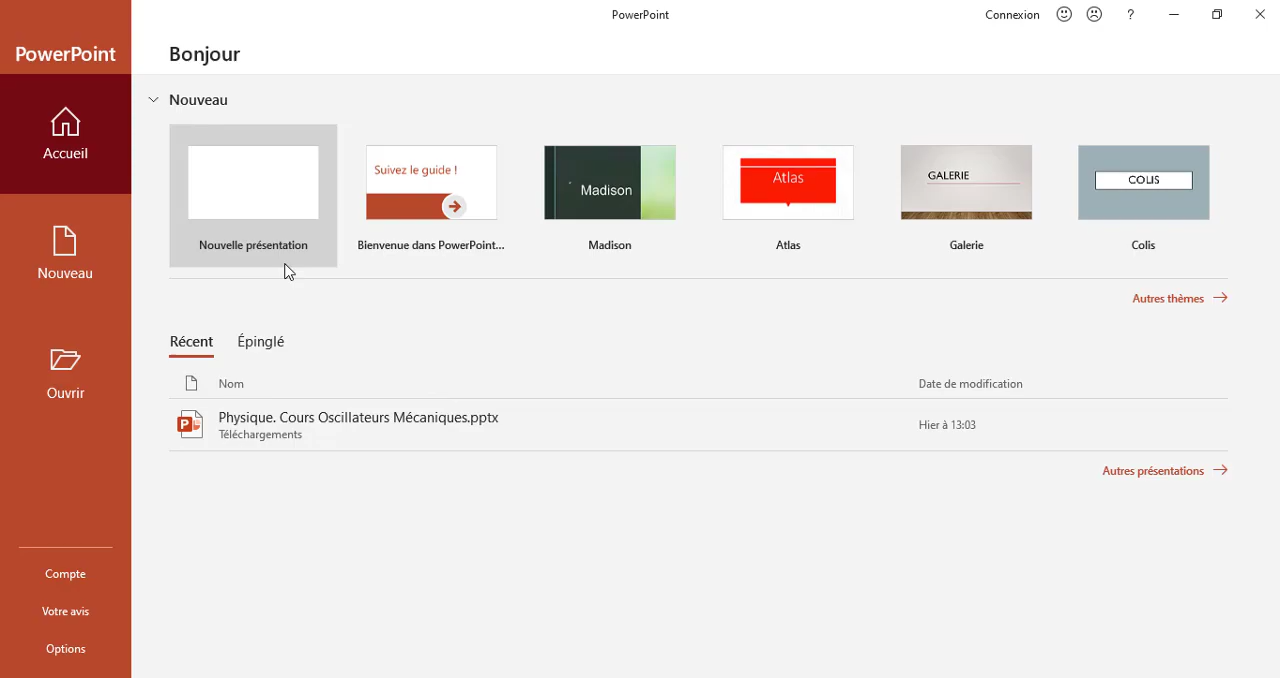 PowerPoint
Connexion
?
PowerPoint
Bonjour
Accueil
Nouveau
Ouvrir
Compte
Votre avis
Options
Nouveau
Suivez le guide !
Madison
Atlas
GALERIE
COLIS
Nouvelle présentation
Bienvenue dans PowerPoint...
Madison
Atlas
Galerie
Colis
Autres thèmes
Récent Épinglé
Nom Date de modification
P
Physique. Cours Oscillateurs Mécaniques.pptx
Téléchargements
Hier à 13:03
Autres présentations